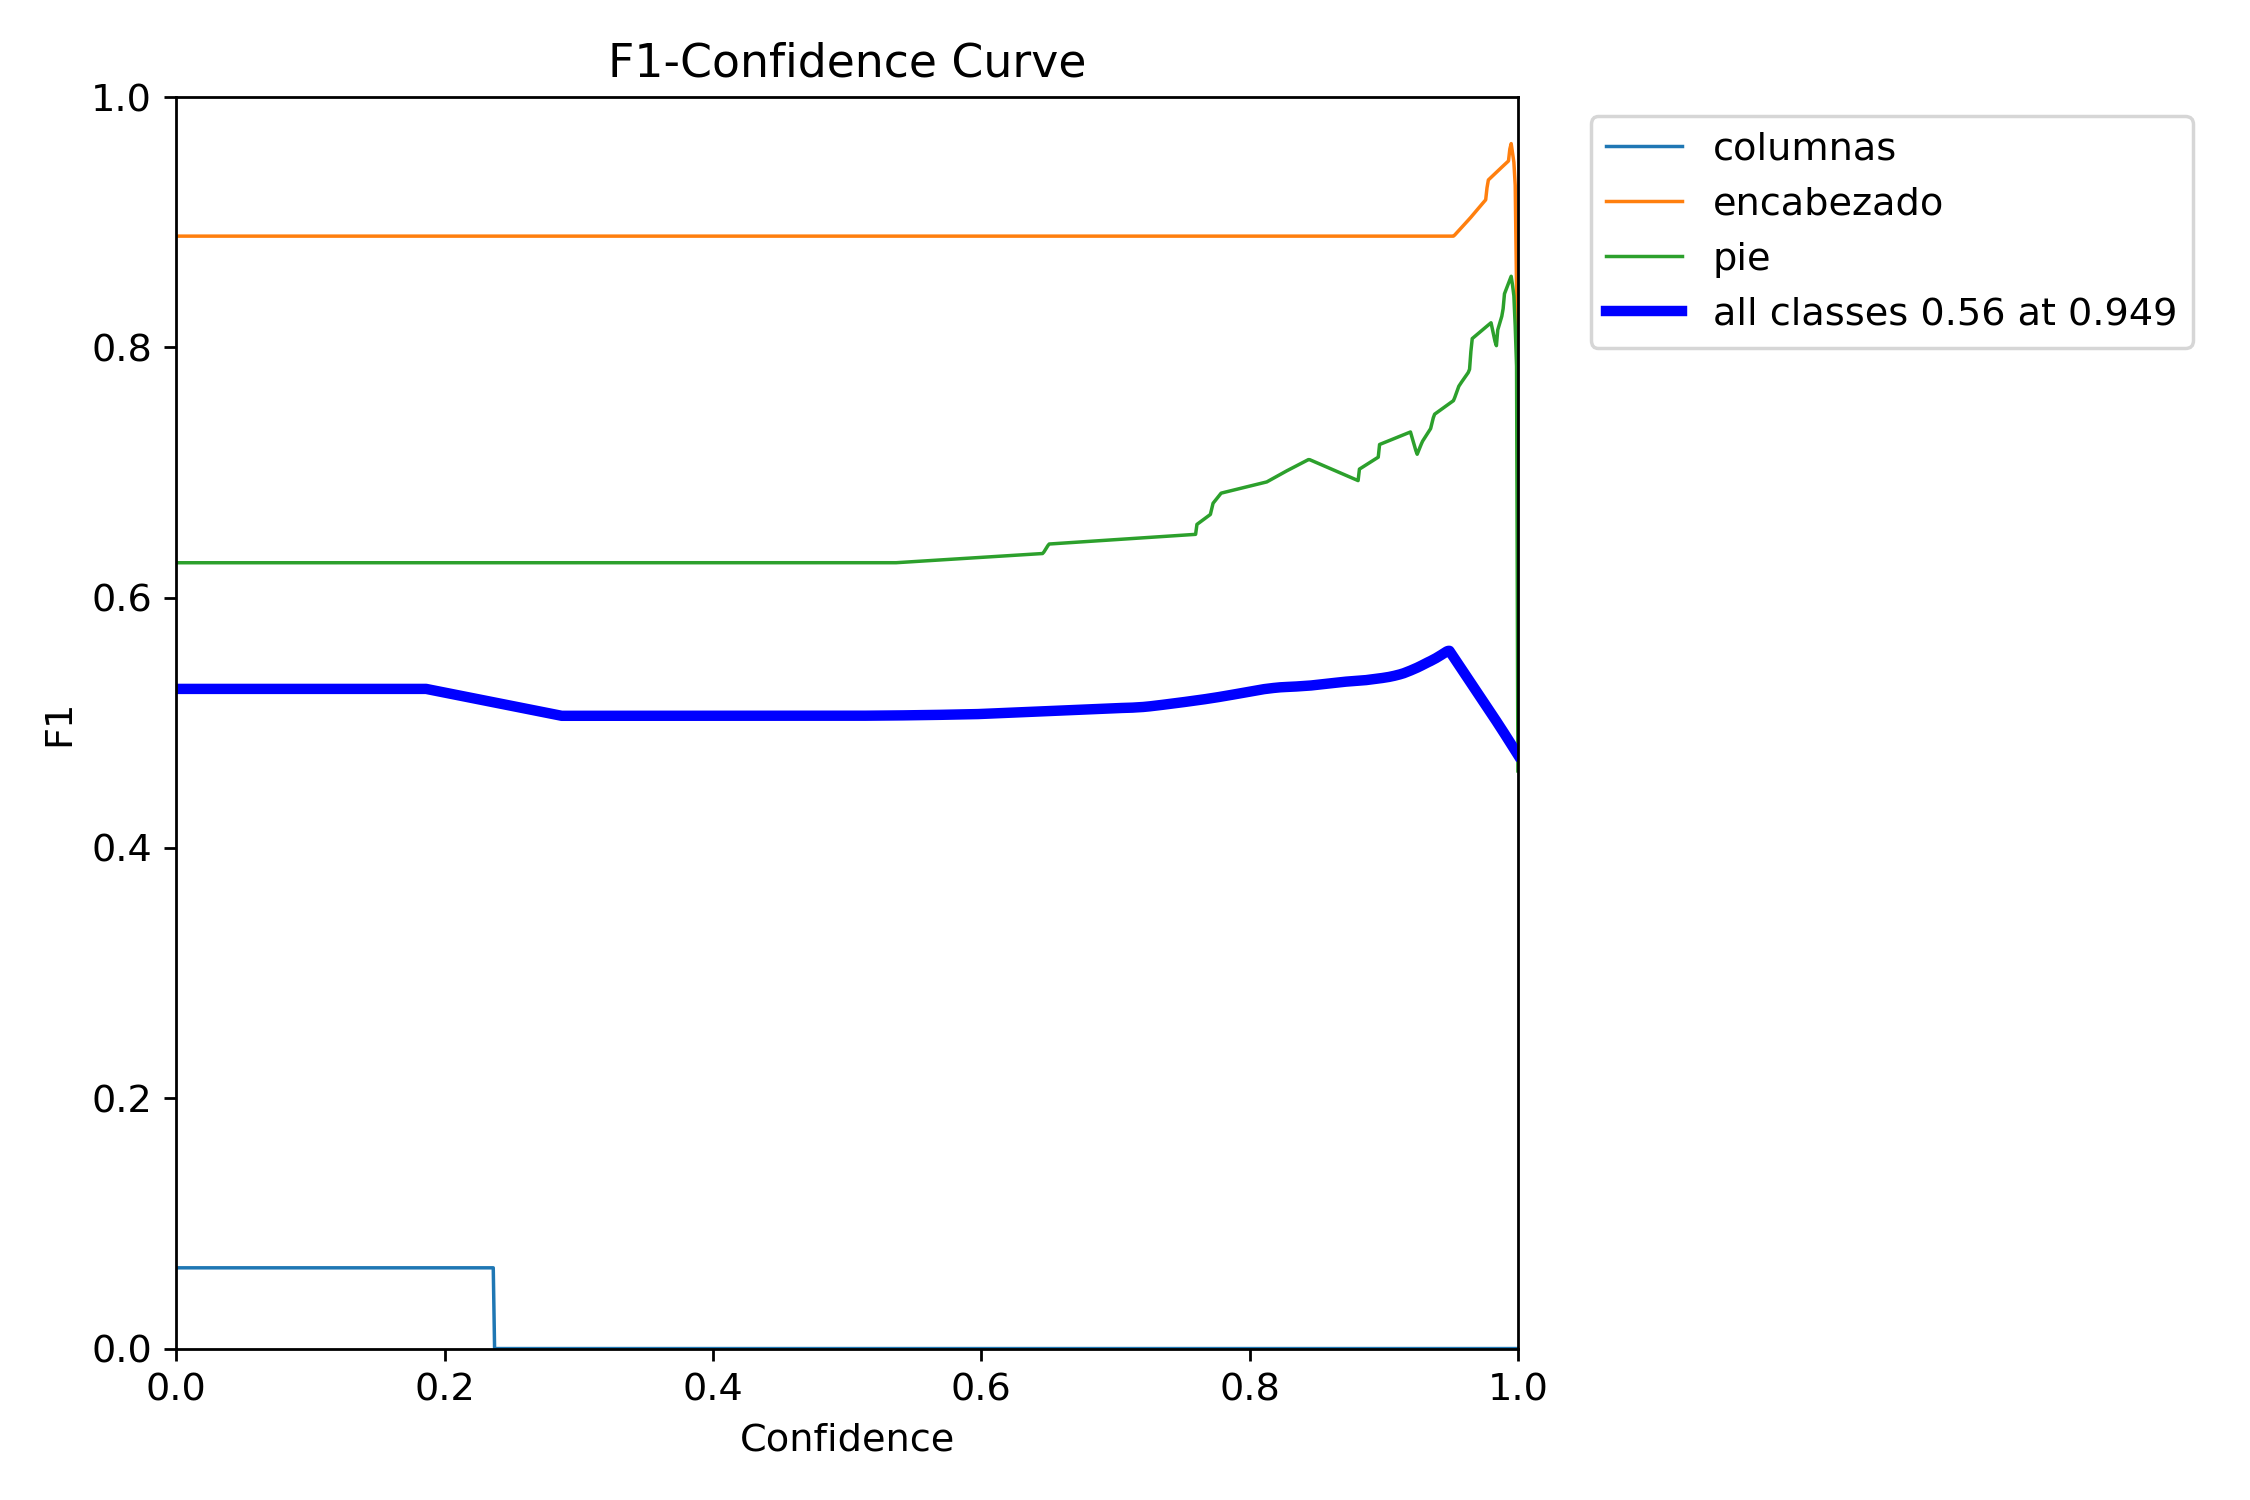 F1-Confidence Curve
1.0
0.8
0.6
0.4
0.2
0.0
F1
0.0 0.2 0.4 0.6 0.8 1.0
Confidence
columnas
encabezado
pie
all classes 0.56 at 0.949